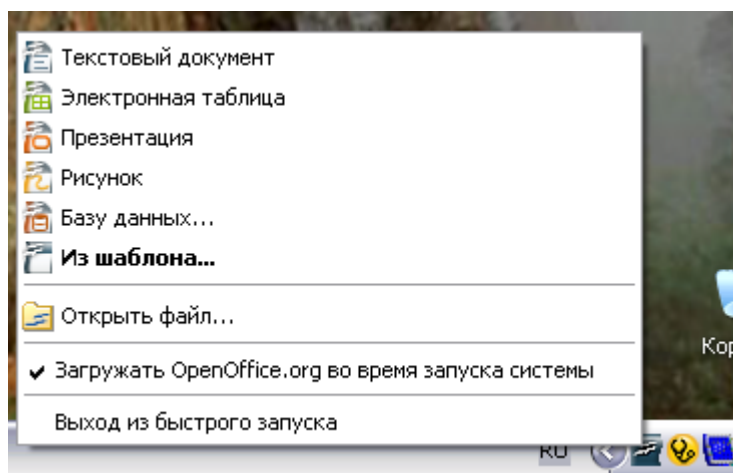 Текстовый документ
Электронная таблица
Презентация
Рисунок
Базу данных...
Из шаблона...
Открыть файл...
Загружать OpenOffice.org во время запуска системы
Выход из быстрого запуска
RU